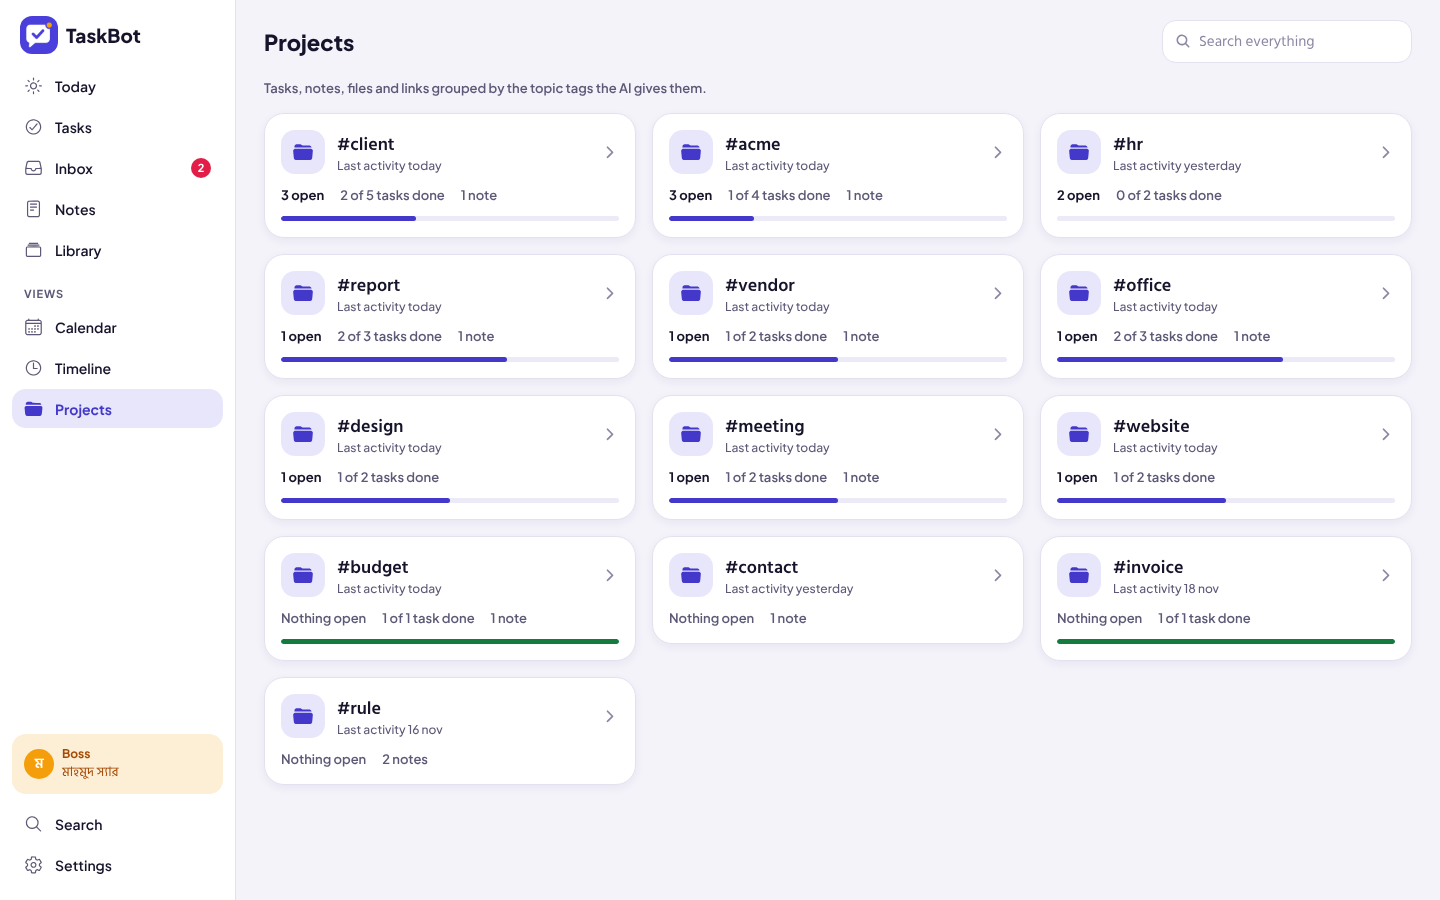 TaskBot
Today
Tasks
Inbox 2
Notes
Library
VIEWS
Calendar
Timeline
Projects
Boss
ম
মাহমুদ স্যার
Search
Settings
Projects
Search everything
Tasks, notes, files and links grouped by the topic tags the AI gives them.
#client
Last activity today
3 open 2 of 5 tasks done 1 note
#acme
Last activity today
3 open 1 of 4 tasks done 1 note
#hr
Last activity yesterday
2 open 0 of 2 tasks done
#report
Last activity today
1 open 2 of 3 tasks done 1 note
#vendor
Last activity today
1 open 1 of 2 tasks done 1 note
#office
Last activity today
1 open 2 of 3 tasks done 1 note
#design
Last activity today
1 open 1 of 2 tasks done
#meeting
Last activity today
1 open 1 of 2 tasks done 1 note
#website
Last activity today
1 open 1 of 2 tasks done
#budget
Last activity today
Nothing open 1 of 1 task done 1 note
#contact
Last activity yesterday
Nothing open 1 note
#invoice
Last activity 18 nov
Nothing open 1 of 1 task done
#rule
Last activity 16 nov
Nothing open 2 notes